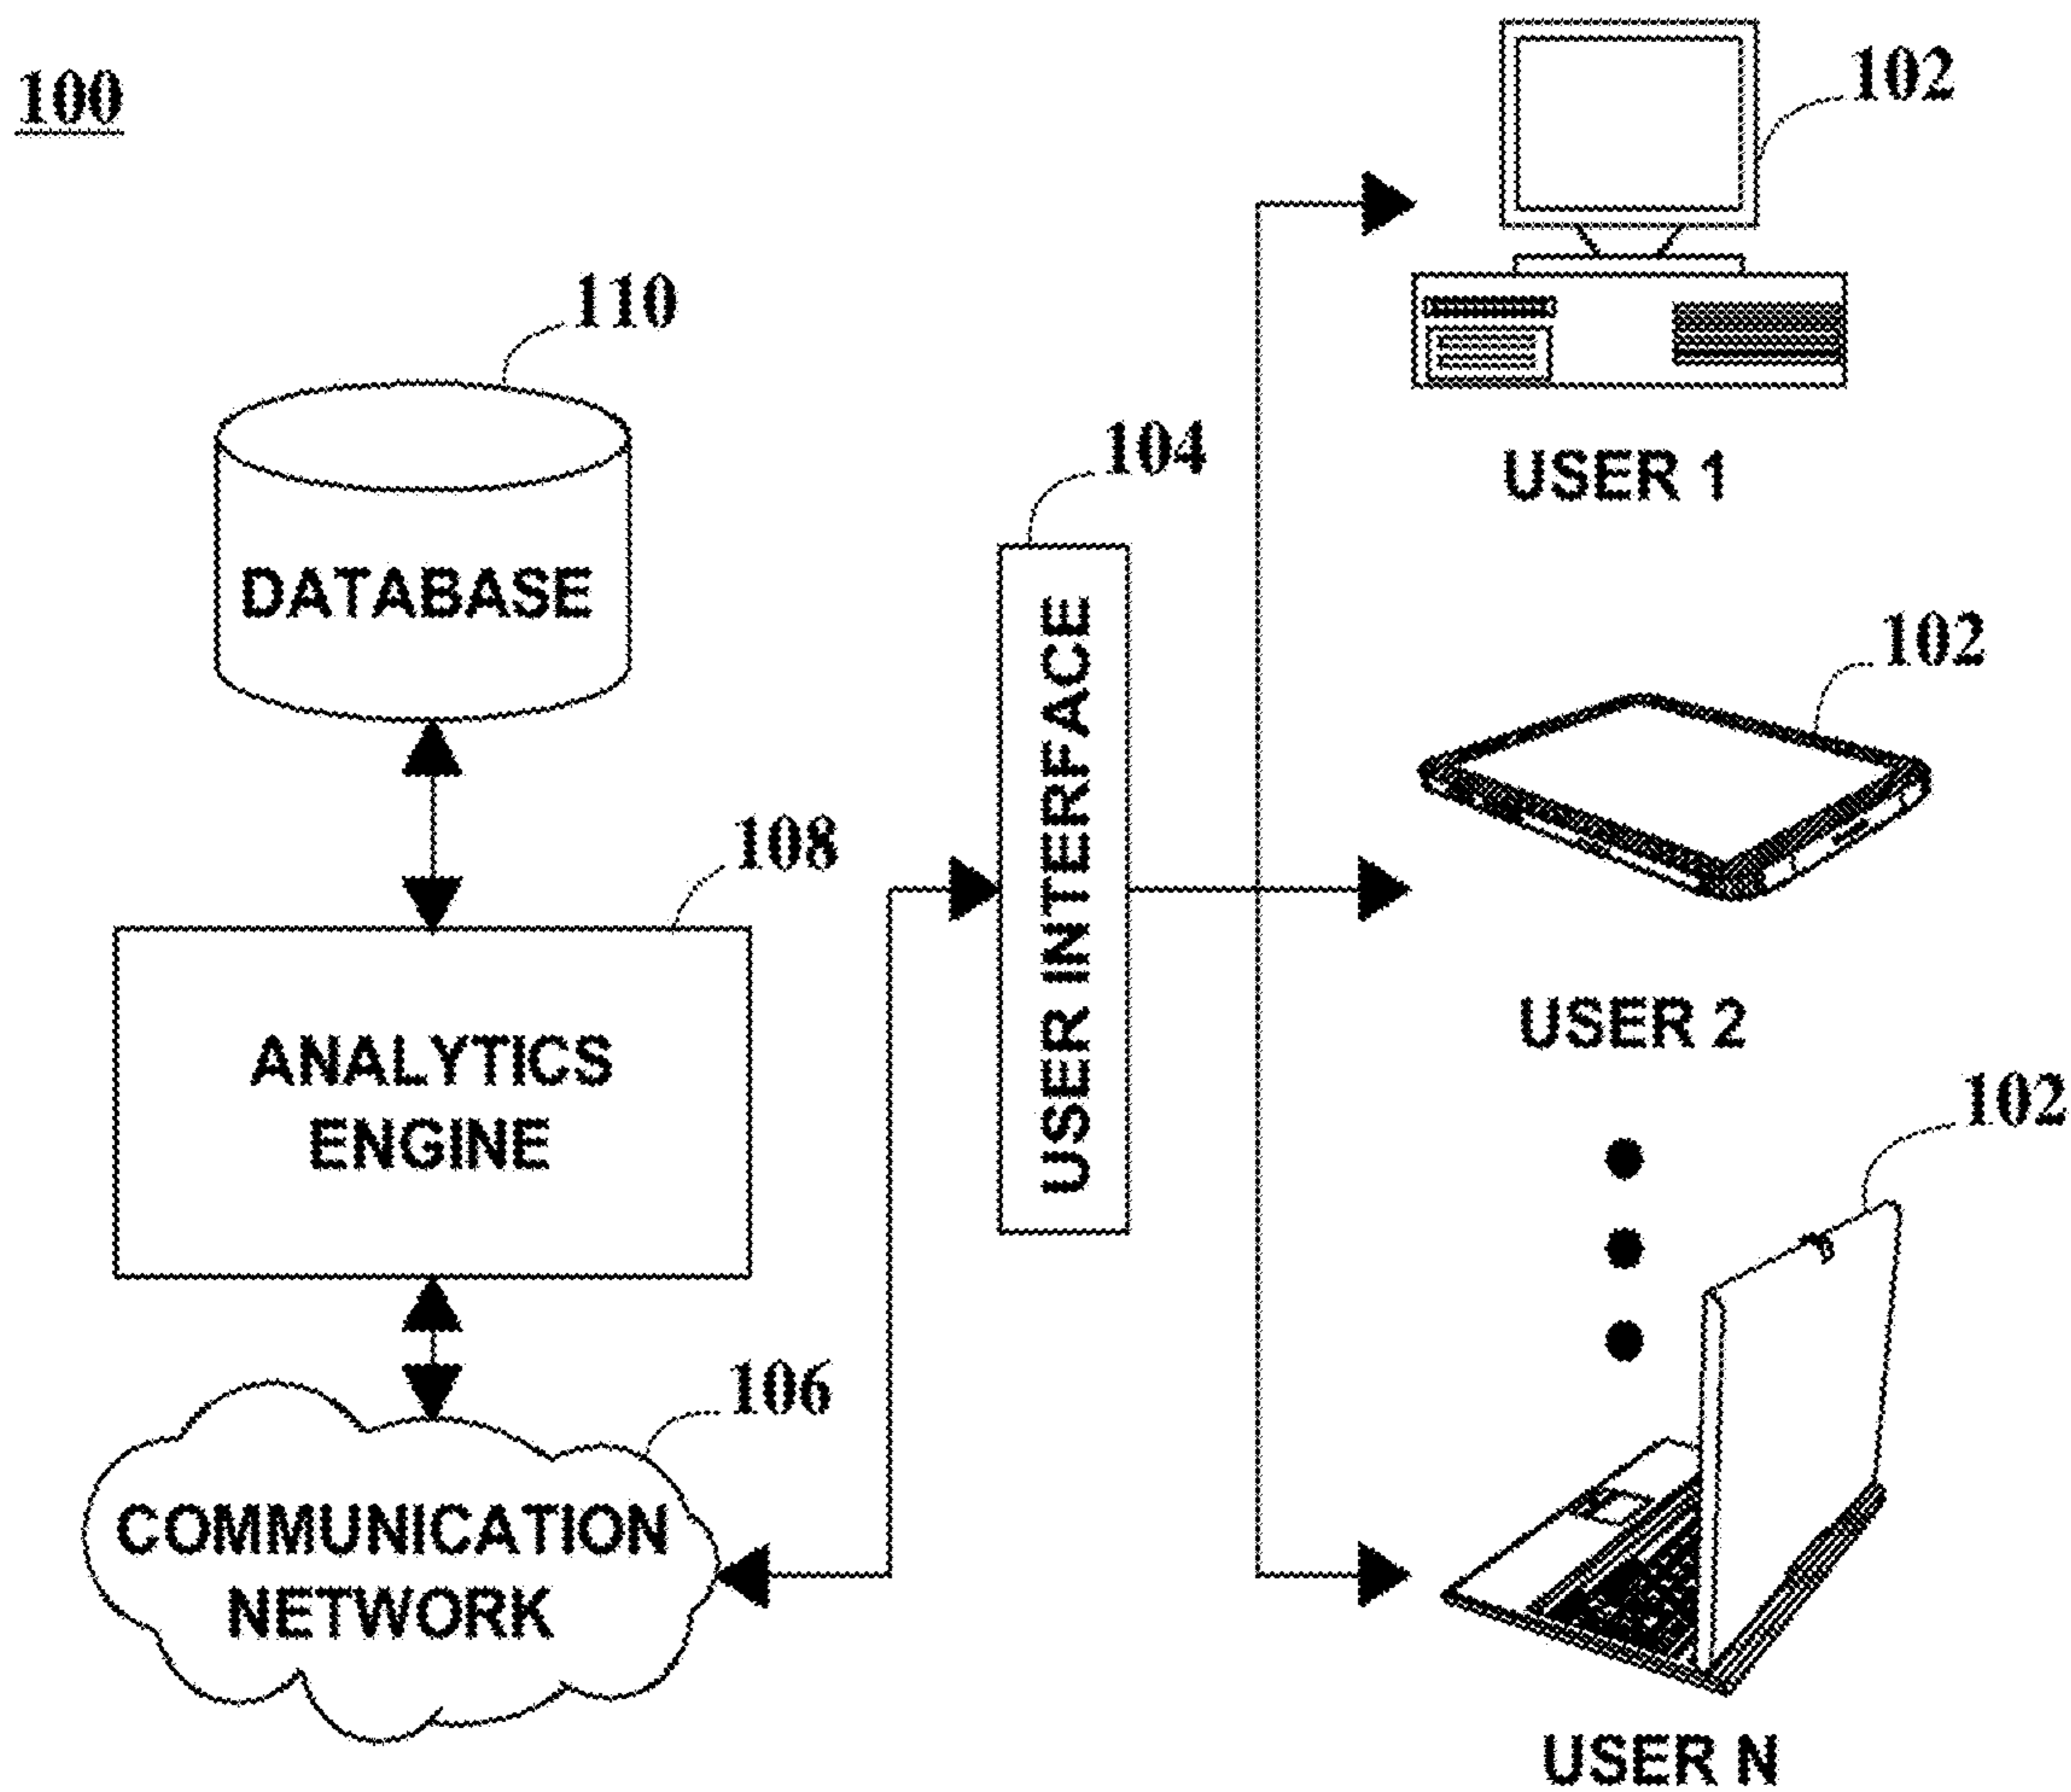 100
102
110
104
USER 1
DATABASE
102
108
USER INTERFACE
USER 2
ANALYTICS
ENGINE
102
106
COMMUNICATION
NETWORK
USER N